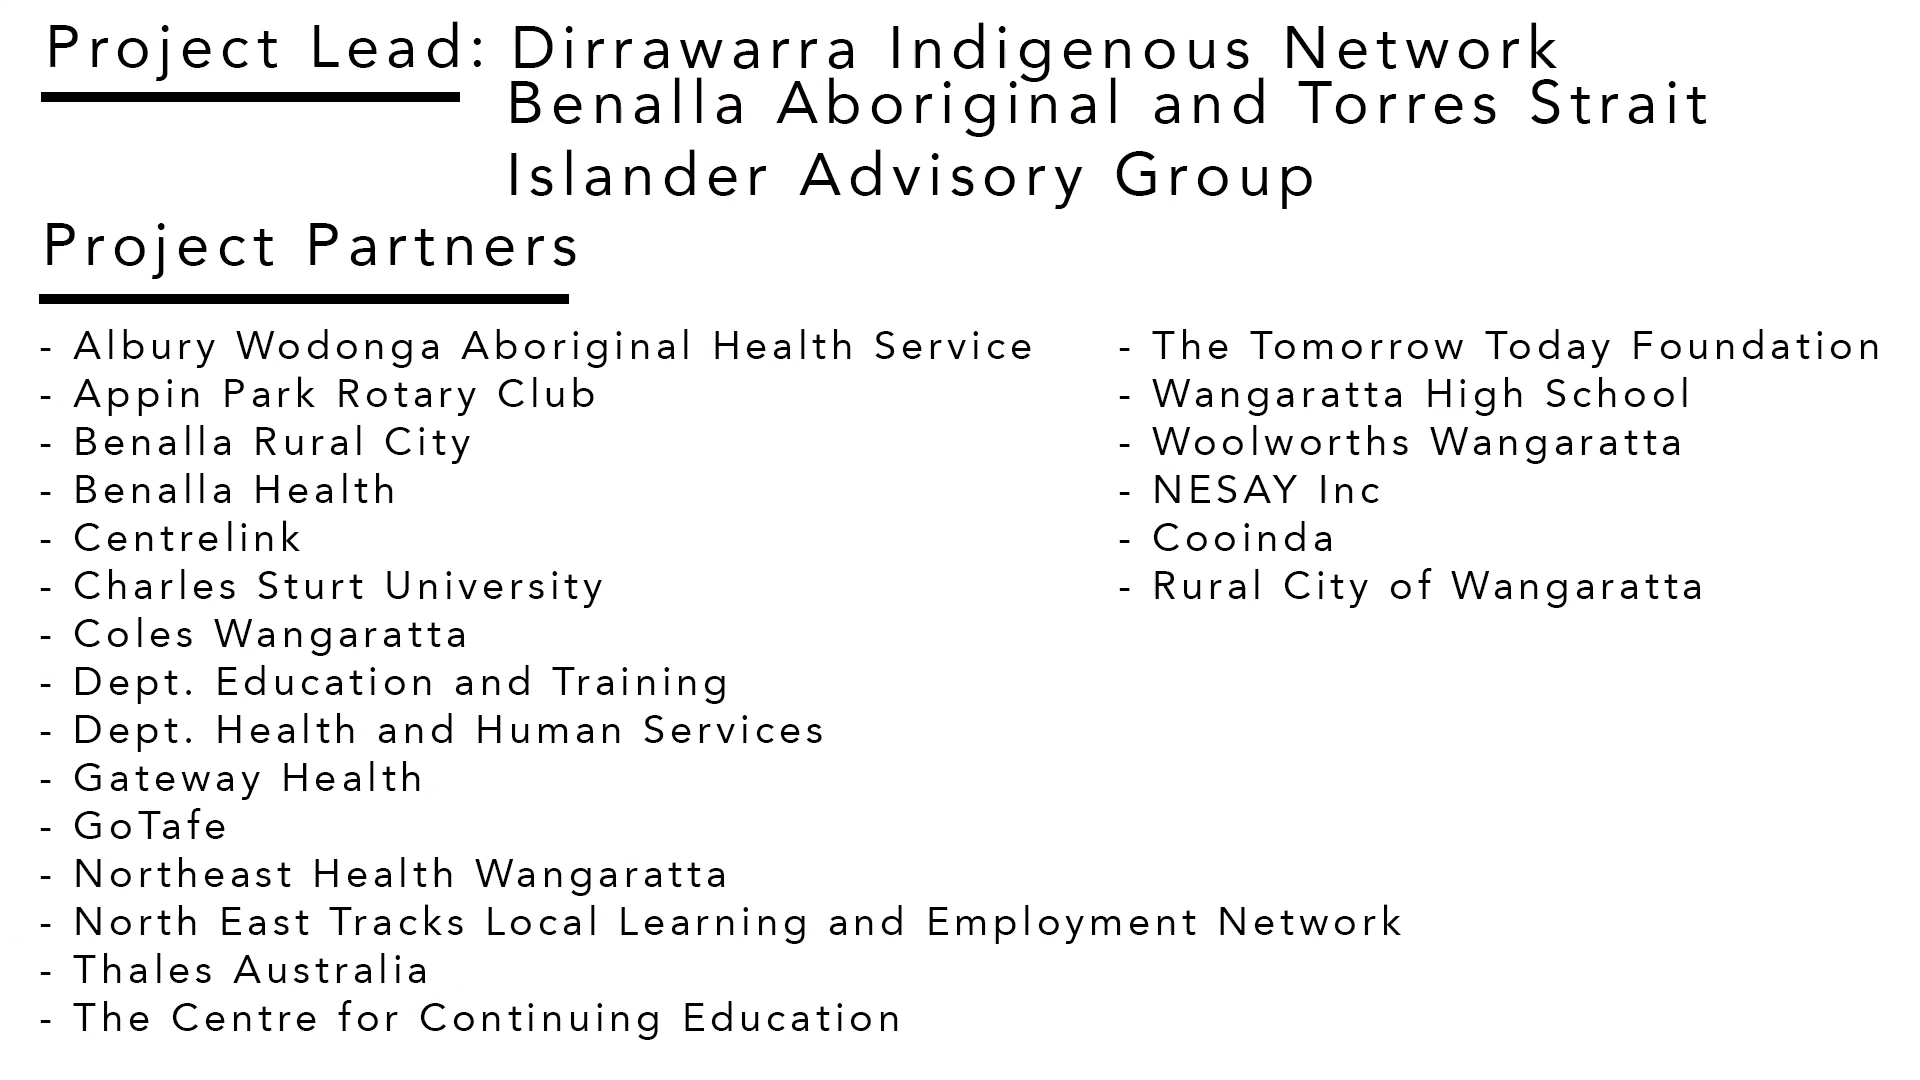 Project Lead: Dirrawarra Indigenous Network
Benalla Aboriginal and Torres Strait
Islander Advisory Group
Project Partners
- Albury Wodonga Aboriginal Health Service
- Appin Park Rotary Club
- Benalla Rural City
- Benalla Health
- Centrelink
- Charles Sturt University
- Coles Wangaratta
- Dept. Education and Training
- Dept. Health and Human Services
- Gateway Health
- GoTafe
- Northeast Health Wangaratta
- North East Tracks Local Learning and Employment Network
- Thales Australia
- The Centre for Continuing Education
- The Tomorrow Today Foundation
- Wangaratta High School
- Woolworths Wangaratta
- NESAY Inc
- Cooinda
- Rural City of Wangaratta